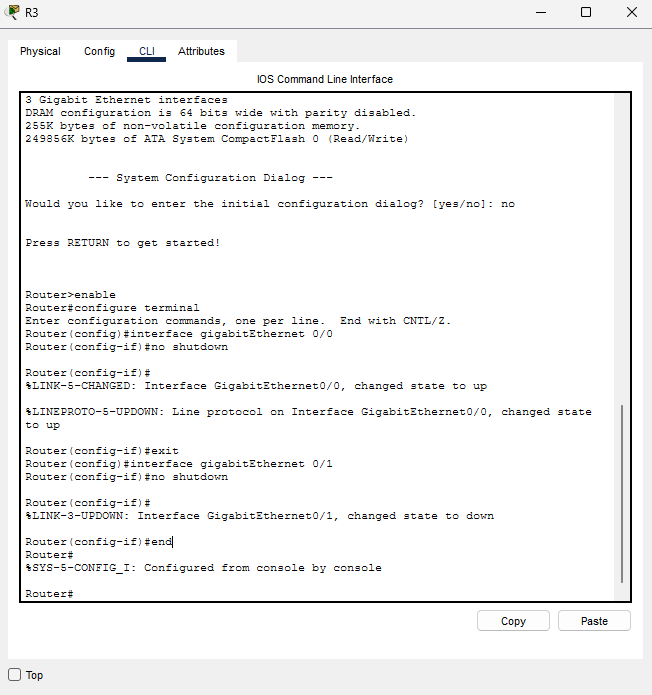 R3
Physical Config CLI Attributes
IOS Command Line Interface
3 Gigabit Ethernet interfaces
DRAM configuration is 64 bits wide with parity disabled.
255K bytes of non-volatile configuration memory.
249856K bytes of ATA System CompactFlash 0 (Read/Write)
--- System Configuration Dialog ---
Would you like to enter the initial configuration dialog? [yes/no]: no
Press RETURN to get started!
Router>enable
Router#configure terminal
Enter configuration commands, one per line.  End with CNTL/Z.
Router(config)#interface gigabitEthernet 0/0
Router(config-if)#no shutdown
Router(config-if)#
%LINK-5-CHANGED: Interface GigabitEthernet0/0, changed state to up
%LINEPROTO-5-UPDOWN: Line protocol on Interface GigabitEthernet0/0, changed state
to up
Router(config-if)#exit
Router(config)#interface gigabitEthernet 0/1
Router(config-if)#no shutdown
Router(config-if)#
%LINK-3-UPDOWN: Interface GigabitEthernet0/1, changed state to down
Router(config-if)#end
Router#
%SYS-5-CONFIG_I: Configured from console by console
Router#
Copy Paste
Top